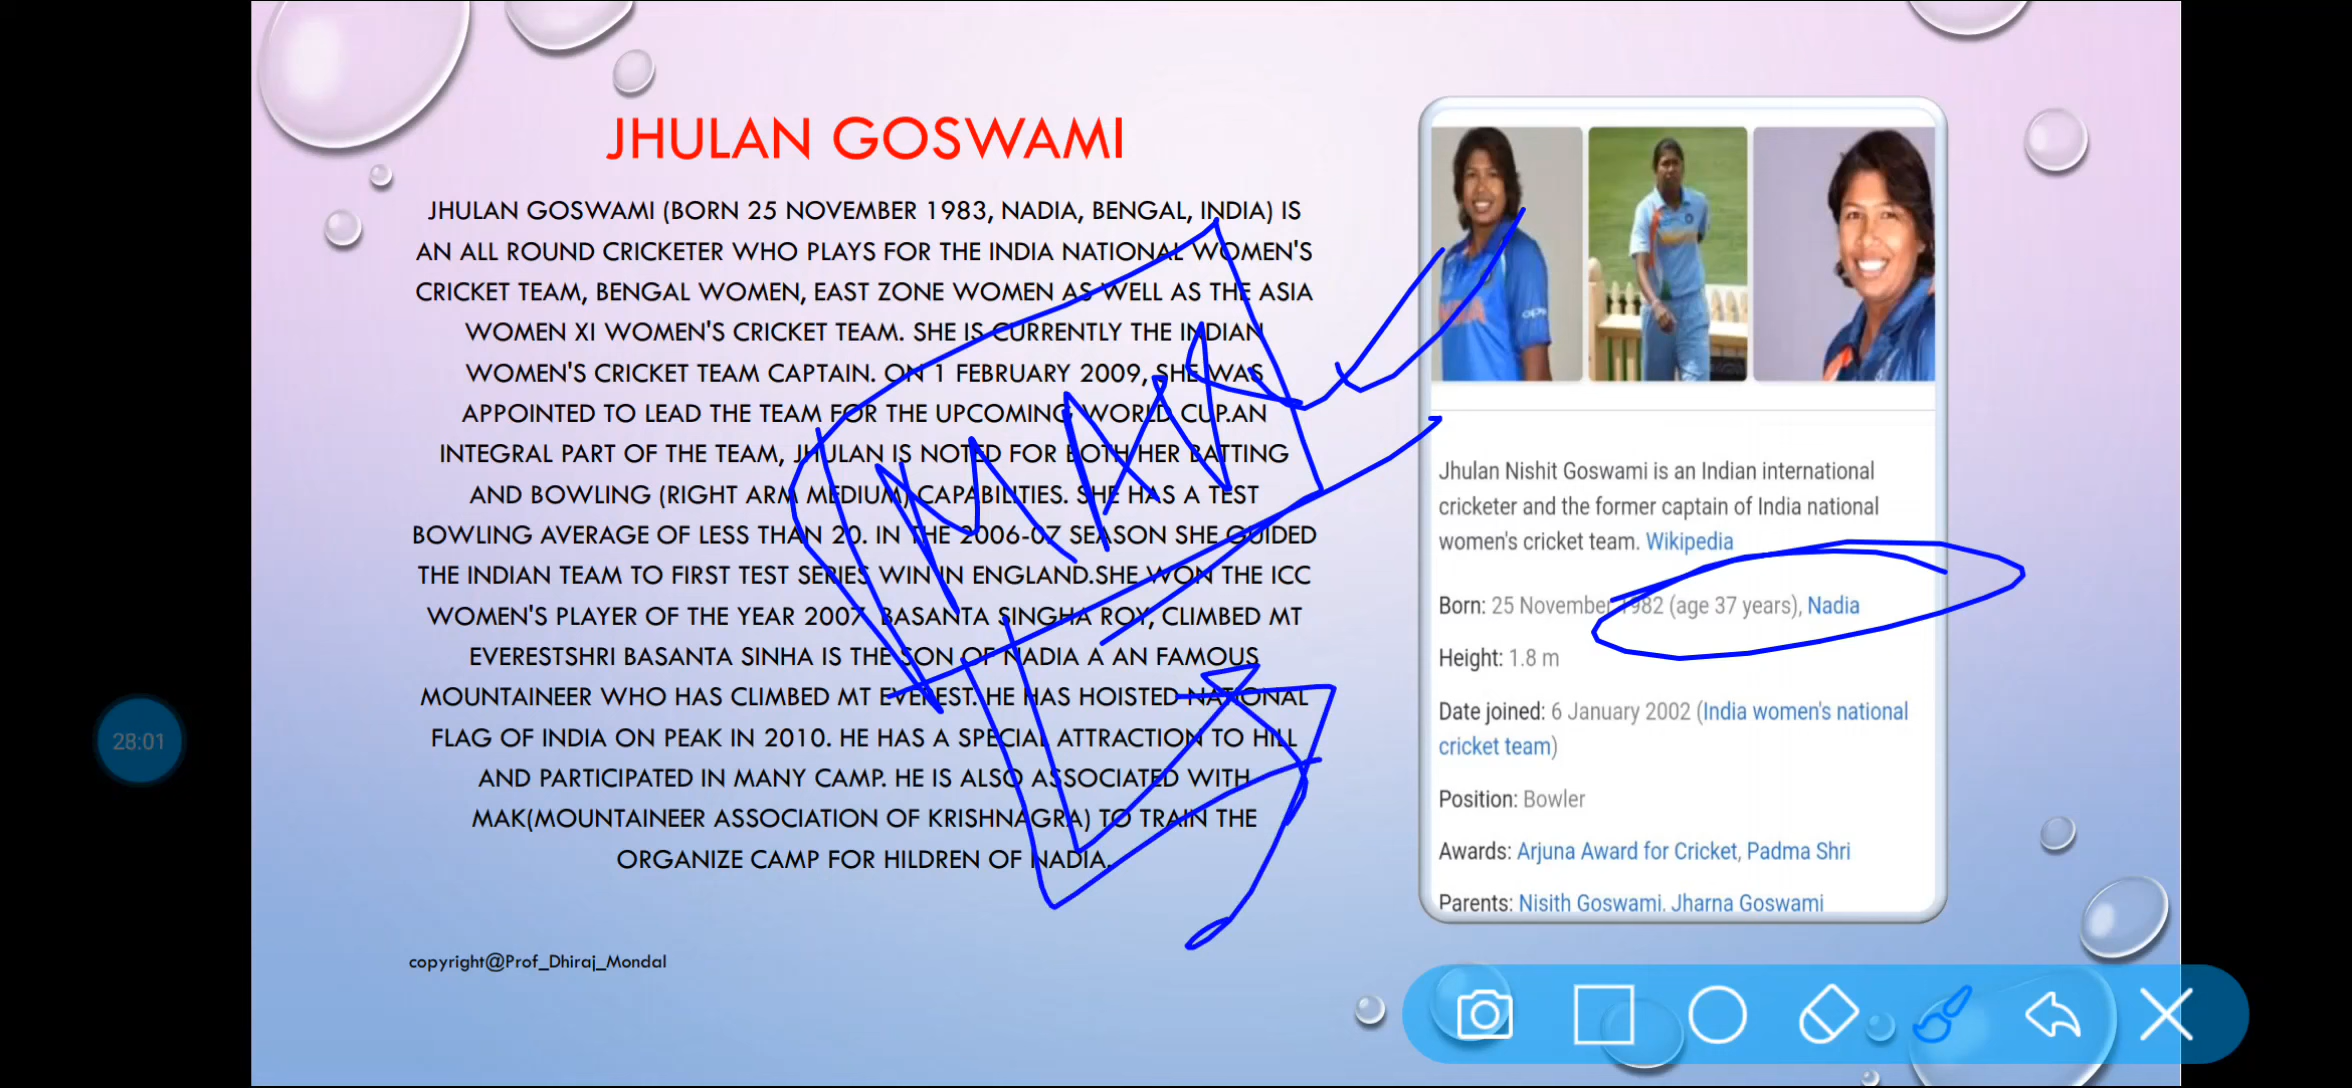 JHULAN GOSWAMI
JHULAN GOSWAMI (BORN 25 NOVEMBER 1983, NADIA, BENGAL, INDIA) IS
AN ALL ROUND CRICKETER WHO PLAYS FOR THE INDIA NATIONAL WOMEN'S
CRICKET TEAM, BENGAL WOMEN, EAST ZONE WOMEN AS WELL AS THE ASIA
WOMEN XI WOMEN'S CRICKET TEAM. SHE IS CURRENTLY THE INDIAN
WOMEN'S CRICKET TEAM CAPTAIN. ON 1 FEBRUARY 2009, SHE WAS
APPOINTED TO LEAD THE TEAM FOR THE UPCOMING WORLD CUP.AN
INTEGRAL PART OF THE TEAM, JHULAN IS NOTED FOR BOTH HER BATTING
AND BOWLING (RIGHT ARM MEDIUM) CAPABILITIES. SHE HAS A TEST
BOWLING AVERAGE OF LESS THAN 20. IN THE 2006-07 SEASON SHE GUIDED
THE INDIAN TEAM TO FIRST TEST SERIES WIN IN ENGLAND.SHE WON THE ICC
WOMEN'S PLAYER OF THE YEAR 2007. BASANTA SINGHA ROY, CLIMBED MT
EVERESTSHRI BASANTA SINHA IS THE SON OF NADIA A AN FAMOUS
MOUNTAINEER WHO HAS CLIMBED MT EVEREST. HE HAS HOISTED NATIONAL
FLAG OF INDIA ON PEAK IN 2010. HE HAS A SPECIAL ATTRACTION TO HILL
AND PARTICIPATED IN MANY CAMP. HE IS ALSO ASSOCIATED WITH
MAK(MOUNTAINEER ASSOCIATION OF KRISHNAGRA) TO TRAIN THE
ORGANIZE CAMP FOR HILDREN OF NADIA.
copyright@Prof_Dhiraj_Mondal
Jhulan Nishit Goswami is an Indian international
cricketer and the former captain of India national
women's cricket team. Wikipedia
Born: 25 November 1982 (age 37 years), Nadia
Height: 1.8 m
Date joined: 6 January 2002 (India women's national
cricket team)
Position: Bowler
Awards: Arjuna Award for Cricket, Padma Shri
Parents: Nisith Goswami, Jharna Goswami
28:01